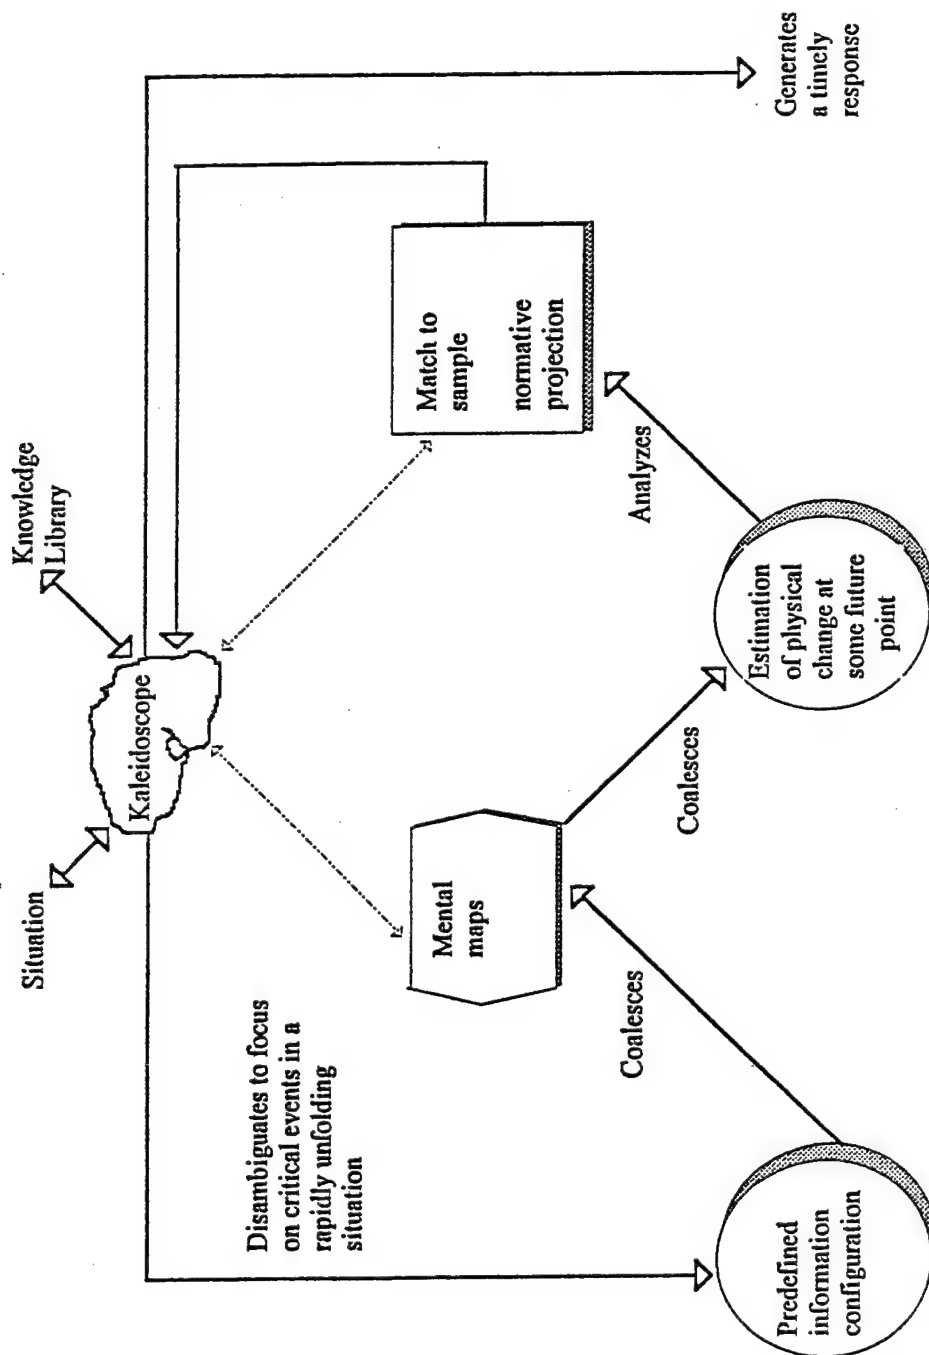 Situation
Knowledge
Library
Kaleidoscope
Disambiguates to focus
on critical events in a
rapidly unfolding
situation
Mental
maps
Match to
sample
normative
projection
Coalesces
Coalesces
Analyzes
Predefined
information
configuration
Estimation
of physical
change at
some future
point
Generates
a timely
response